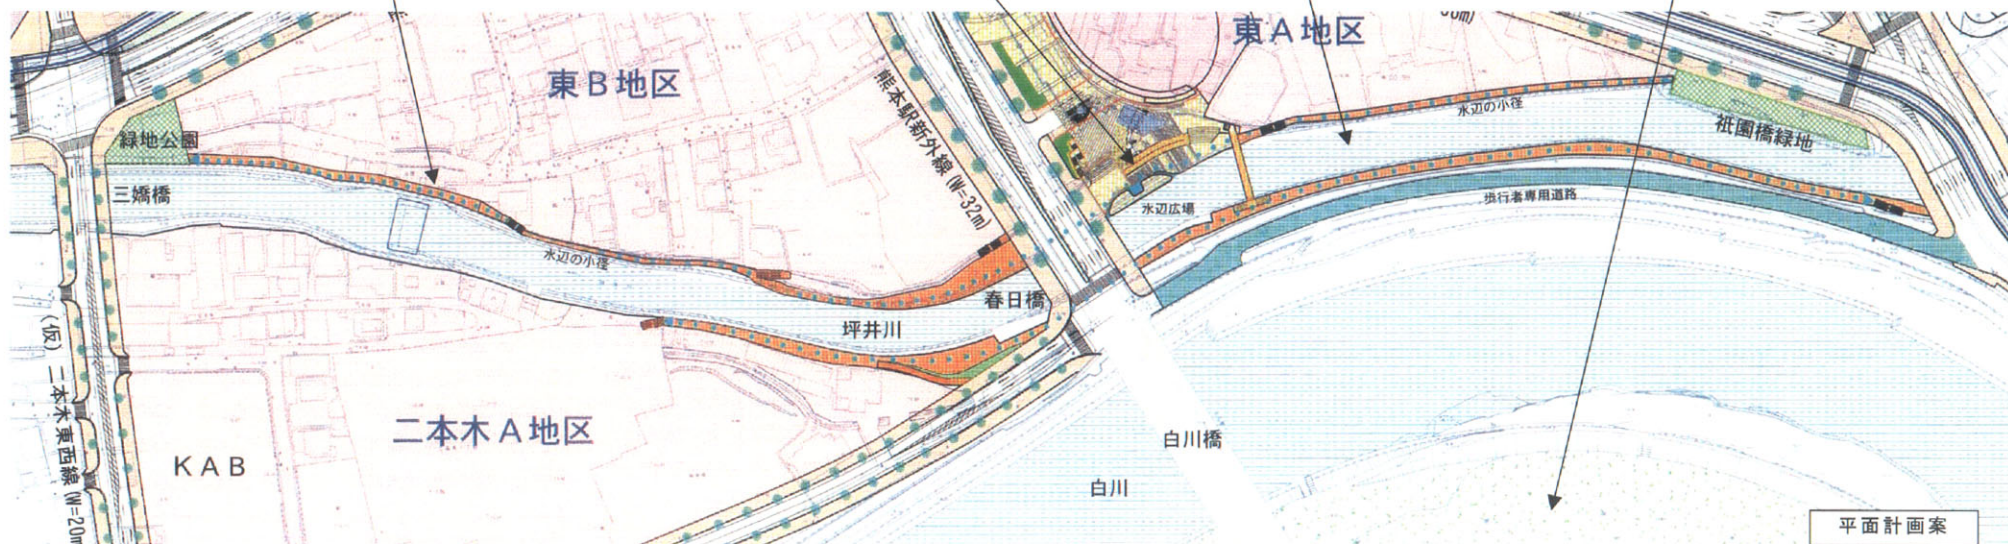 東A地区
東B地区
熊本駅新外線(W=32m)
緑地公園
三嬌橋
水辺の小径
祇園橋緑地
歩行者専用道路
水辺広場
水辺の小径
春日橋
坪井川
(仮) 二本木東西線(W=20m
二本木A地区
KAB
白川橋
白川
平面計画案